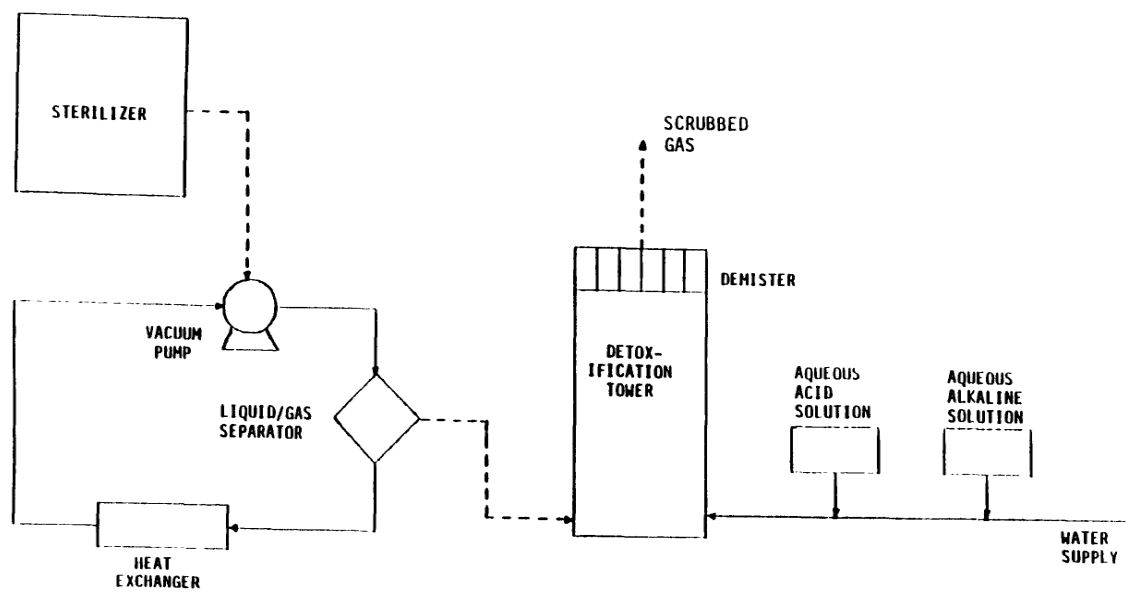 STERILIZER
SCRUBBED
GAS
DEMISTER
VACUUM
PUMP
DETOX-
IFICATION
TOWER
AQUEOUS
ACID
SOLUTION
AQUEOUS
ALKALINE
SOLUTION
LIQUID/GAS
SEPARATOR
WATER
SUPPLY
HEAT
EXCHANGER